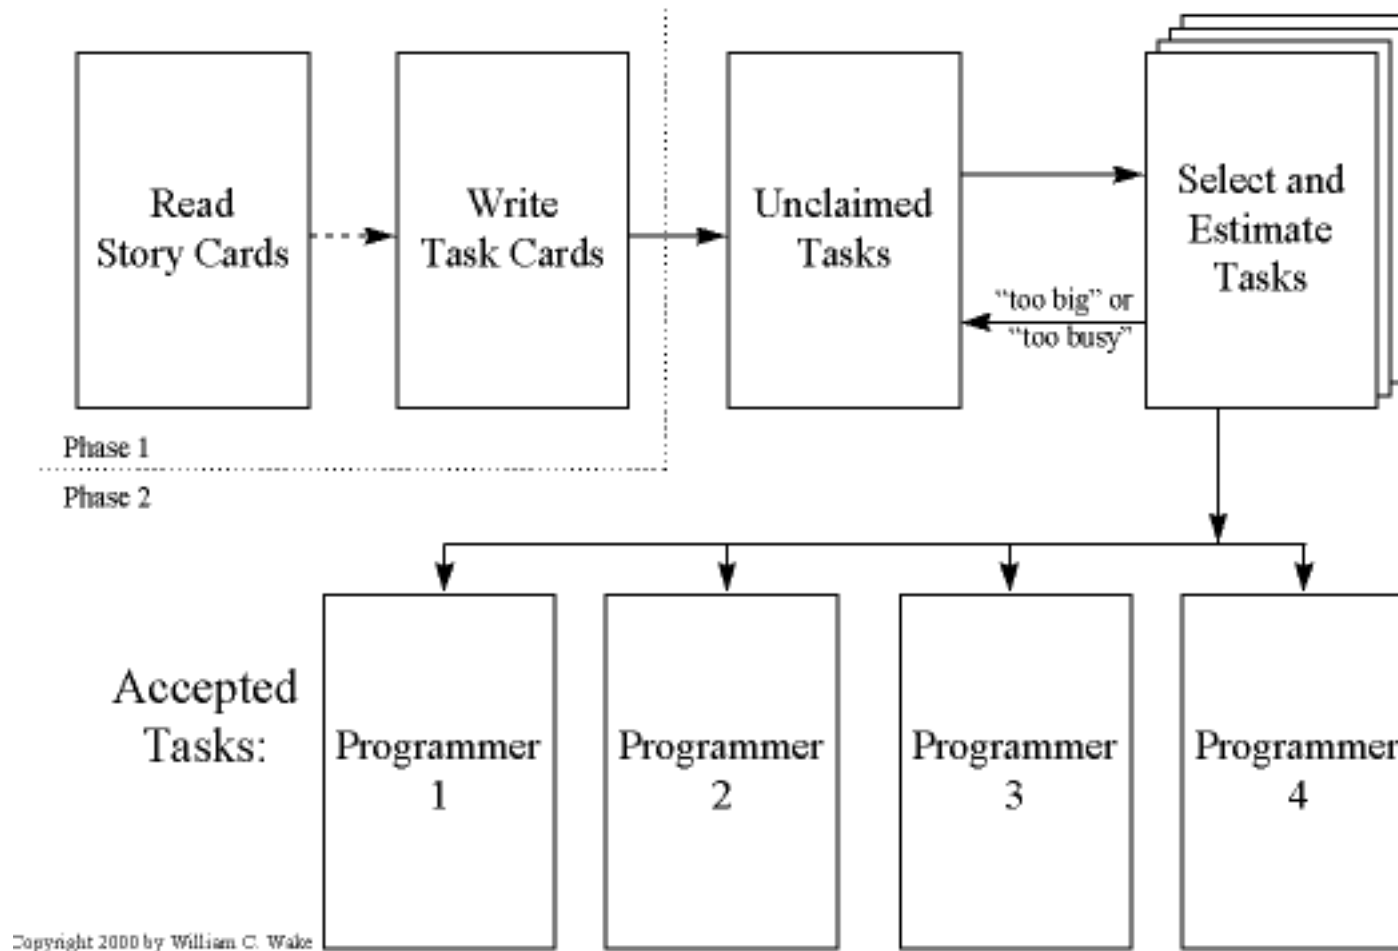 Read
Story Cards
Write
Task Cards
Unclaimed
Tasks
Select and
Estimate
Tasks
“too big” or
“too busy”
Phase 1
Phase 2
Accepted
Tasks:
Programmer
1
Programmer
2
Programmer
3
Programmer
4
Copyright 2000 by William C. Wake